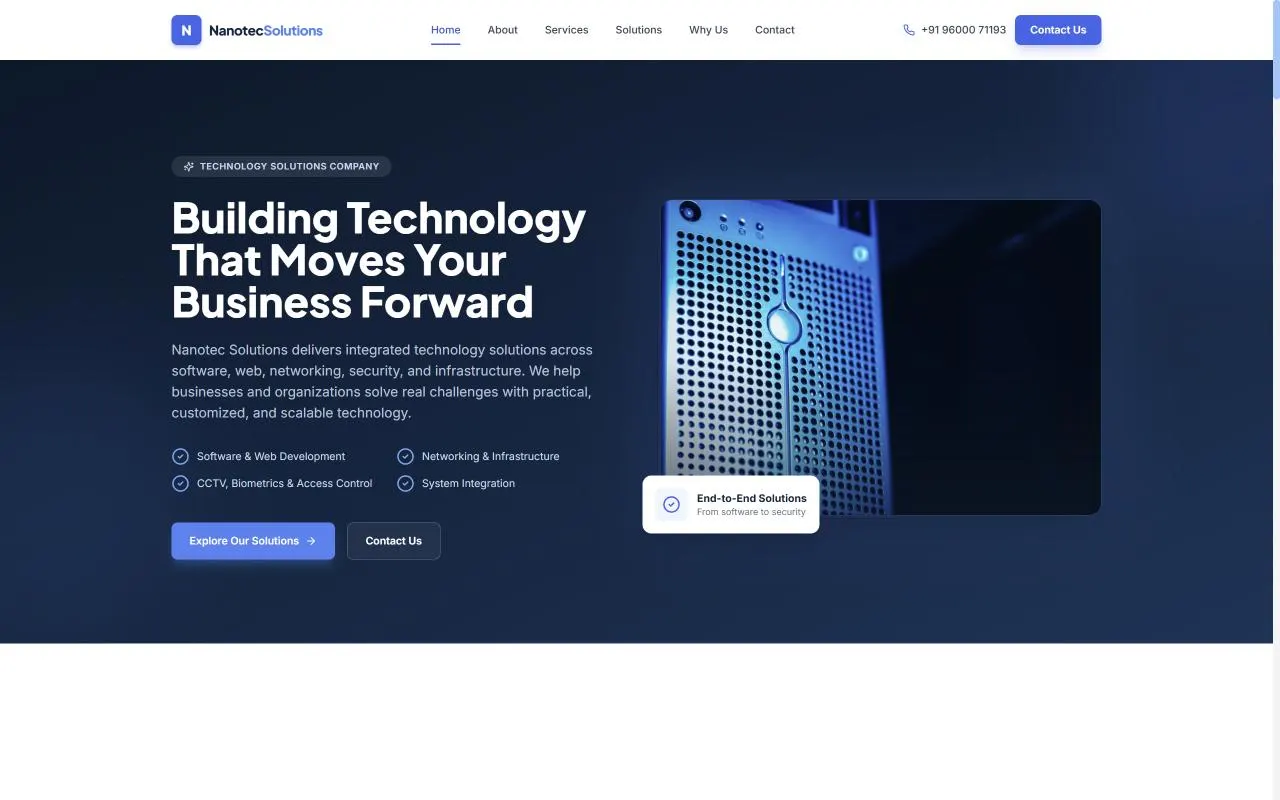 N NanotecSolutions
Home About Services Solutions Why Us Contact
+91 96000 71193
Contact Us
TECHNOLOGY SOLUTIONS COMPANY
Building Technology
That Moves Your
Business Forward
Nanotec Solutions delivers integrated technology solutions across
software, web, networking, security, and infrastructure. We help
businesses and organizations solve real challenges with practical,
customized, and scalable technology.
Software & Web Development
Networking & Infrastructure
CCTV, Biometrics & Access Control
System Integration
Explore Our Solutions
Contact Us
End-to-End Solutions
From software to security